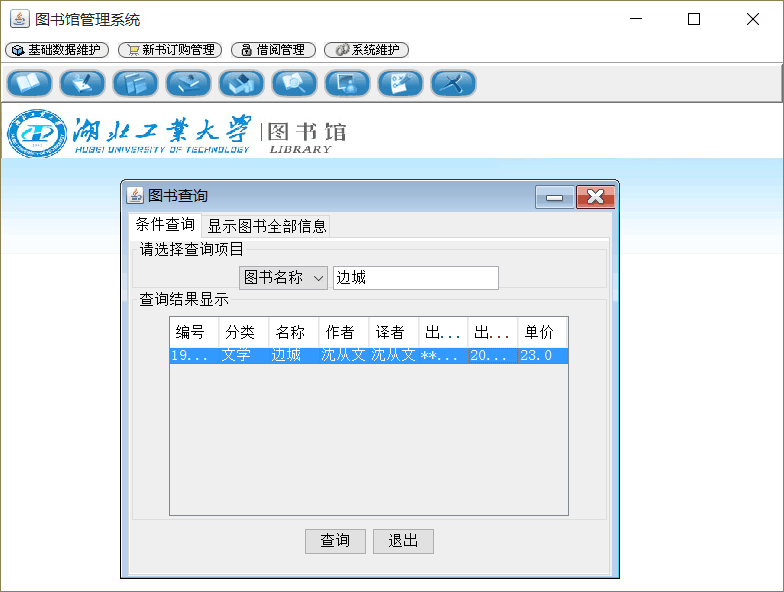 图书馆管理系统
基础数据维护 新书订购管理 借阅管理 系统维护
湖北工業大學 图书馆
HUBEI UNIVERSITY OF TECHNOLOGY LIBRARY
图书查询
条件查询 显示图书全部信息
请选择查询项目
图书名称 边城
查询结果显示
编号 分类 名称 作者 译者 出... 出... 单价
19... 文学 边城 沈从文 沈从文 **... 20... 23.0
查询 退出